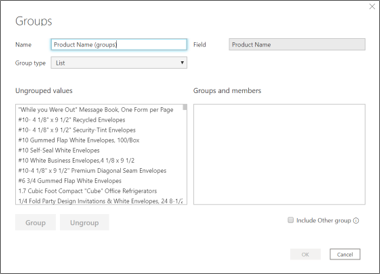 Groups
Name
Product Name (groups
Field
Product Name
Group type
List
Ungrouped values
Groups and members
"While you Were Out" Message Book, One Form per Page
#10- 4 1/8" x 9 1/2" Recycled Envelopes
#10- 4 1/8" x 9 1/2" Security-Tint Envelopes
#10 Gummed Flap White Envelopes, 100/Box
#10 Self-Seal White Envelopes
#10 White Business Envelopes,4 1/8 x 9 1/2
#10-4 1/8" x 9 1/2" Premium Diagonal Seam Envelopes
#6 3/4 Gummed Flap White Envelopes
1.7 Cubic Foot Compact "Cube" Office Refrigerators
1/4 Fold Party Design Invitations & White Envelopes, 24 8-1/2
Group
Ungroup
Include Other group
OK
Cancel